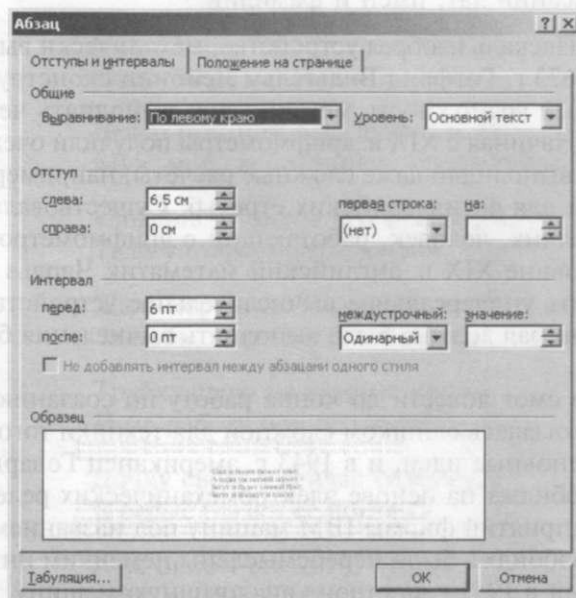 Абзац
Отступы и интервалы Положение на странице
Общие
Выравнивание: По левому краю Уровень: Основной текст
Отступ
слева: 6,5 см первая строка: на:
справа: 0 см (нет)
Интервал
перед: 6 пт междустрочный: значение:
после: 0 пт Одинарный
Не добавлять интервал между абзацами одного стиля
Образец
Табуляция... ОК Отмена